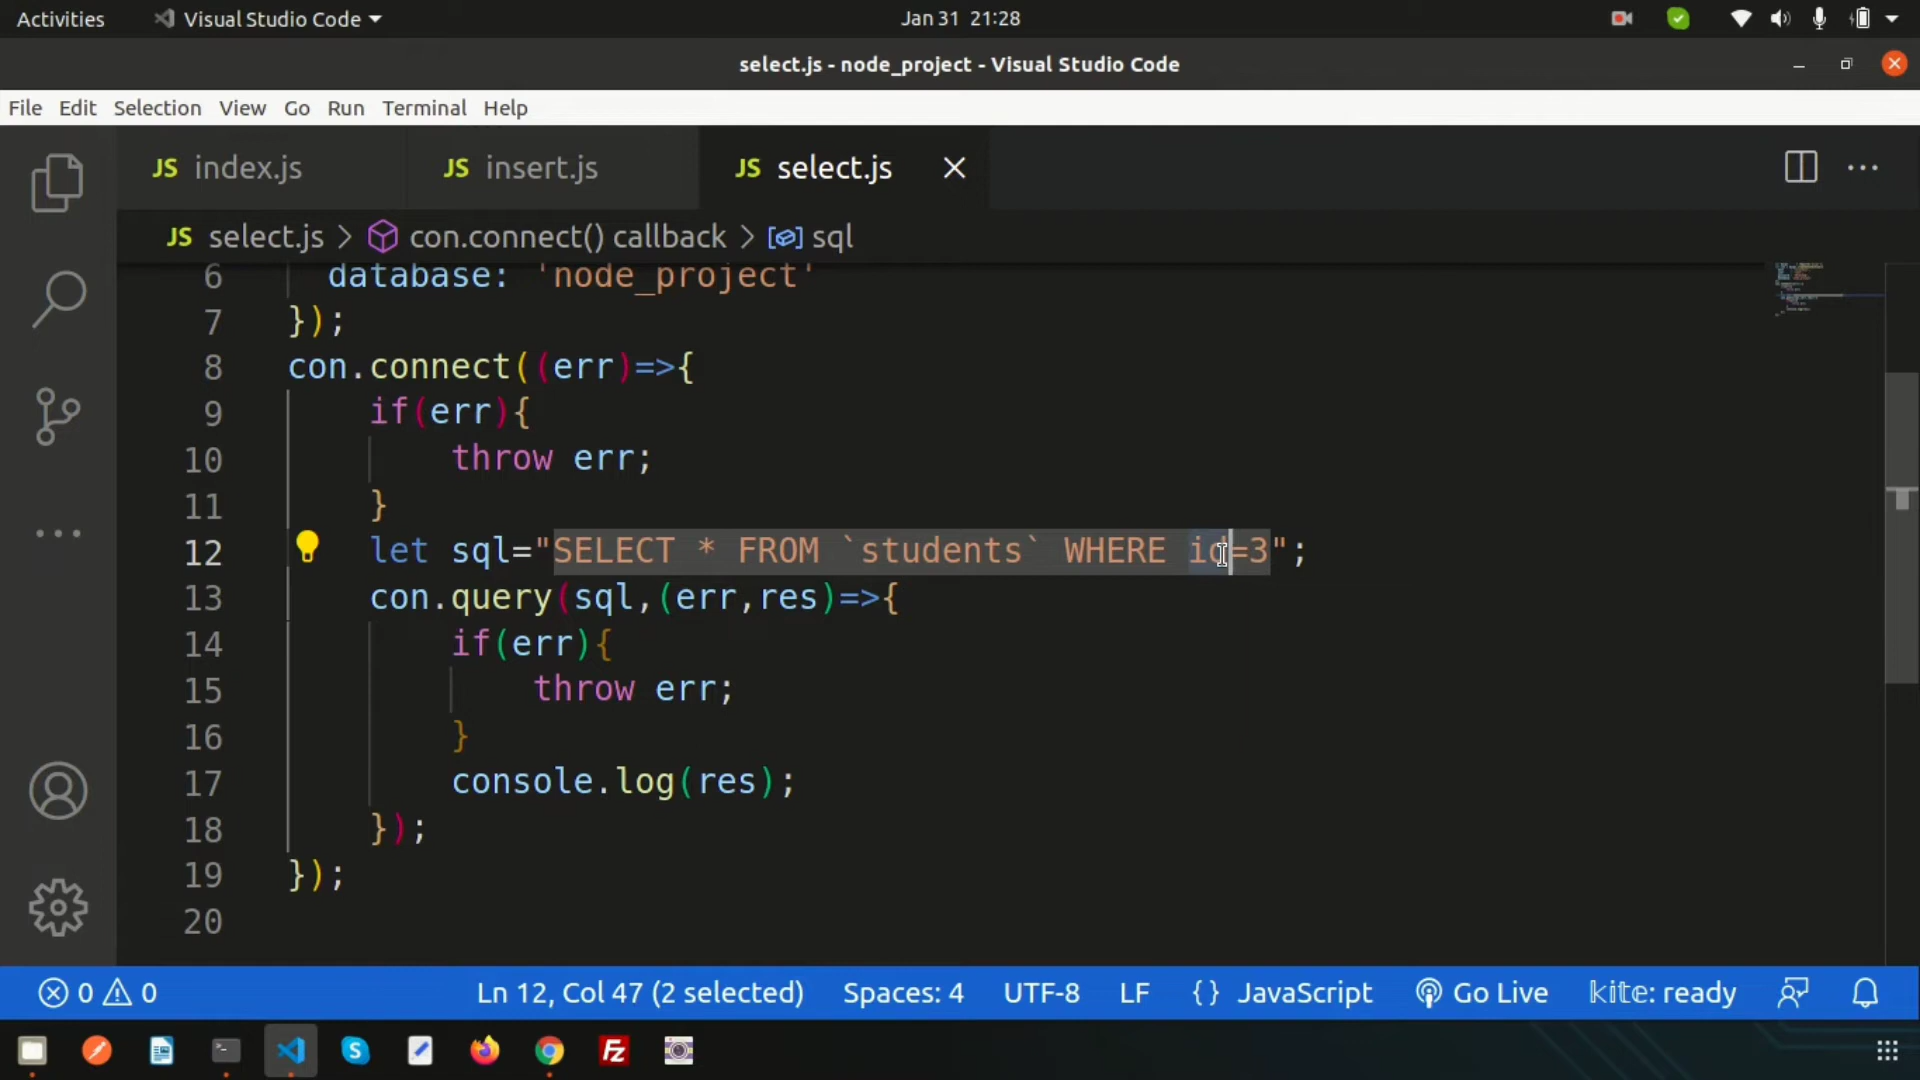 Activities Visual Studio Code Jan 31 21:28
select.js - node_project - Visual Studio Code
File Edit Selection View Go Run Terminal Help
JS index.js JS insert.js JS select.js
JS select.js > con.connect() callback > sql
6 database: 'node_project'
7 });
8 con.connect((err)=>{
9 if(err){
10 throw err;
11 }
12 let sql="SELECT * FROM `students` WHERE id=3";
13 con.query(sql,(err,res)=>{
14 if(err){
15 throw err;
16 }
17 console.log(res);
18 });
19 });
20
0 0 Ln 12, Col 47 (2 selected) Spaces: 4 UTF-8 LF {} JavaScript Go Live kite: ready